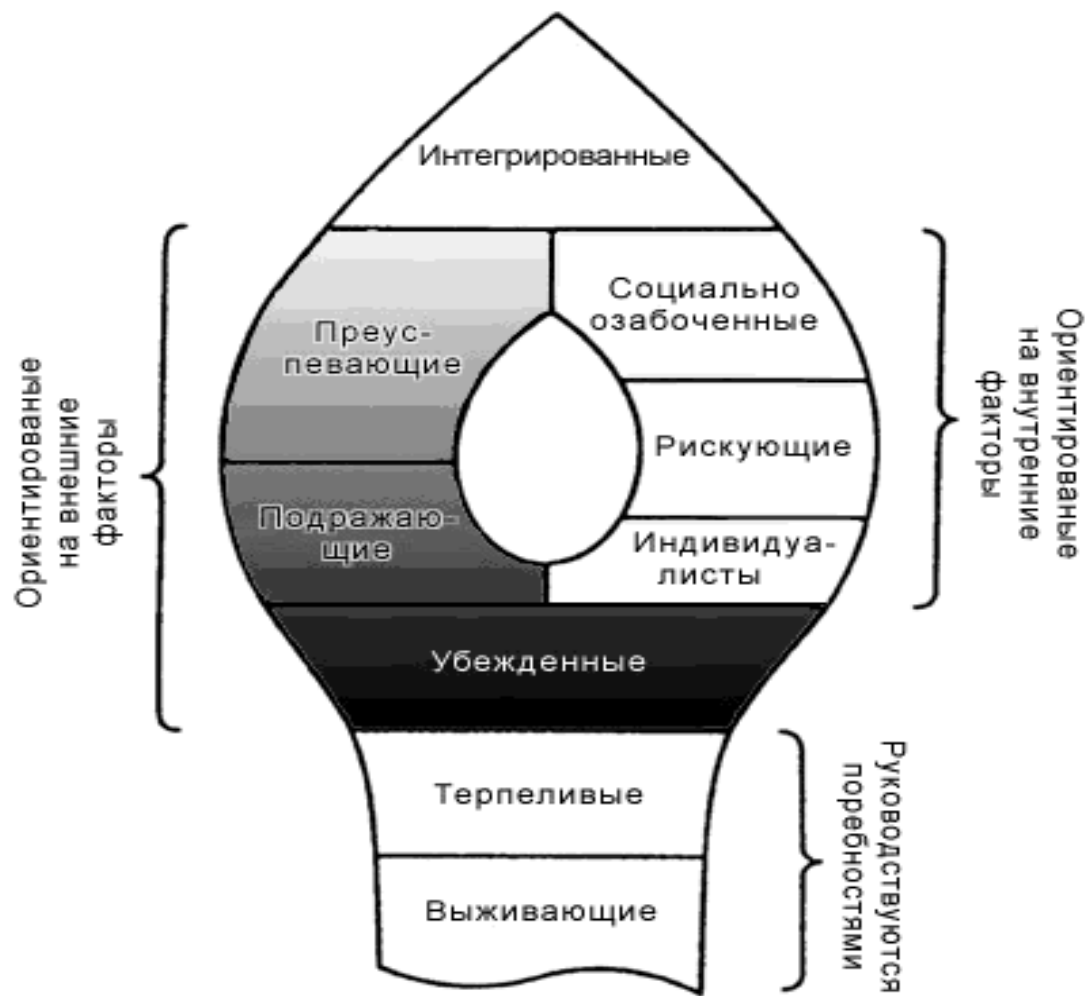 Интегрированные
Преус-
певающие
Социально
озабоченные
Рискующие
Подражаю-
щие
Индивидуа-
листы
Убежденные
Терпеливые
Выживающие
Ориентированые
на внешние
факторы
Ориентированые
на внутренние
факторы
Руководствуются
поребностями